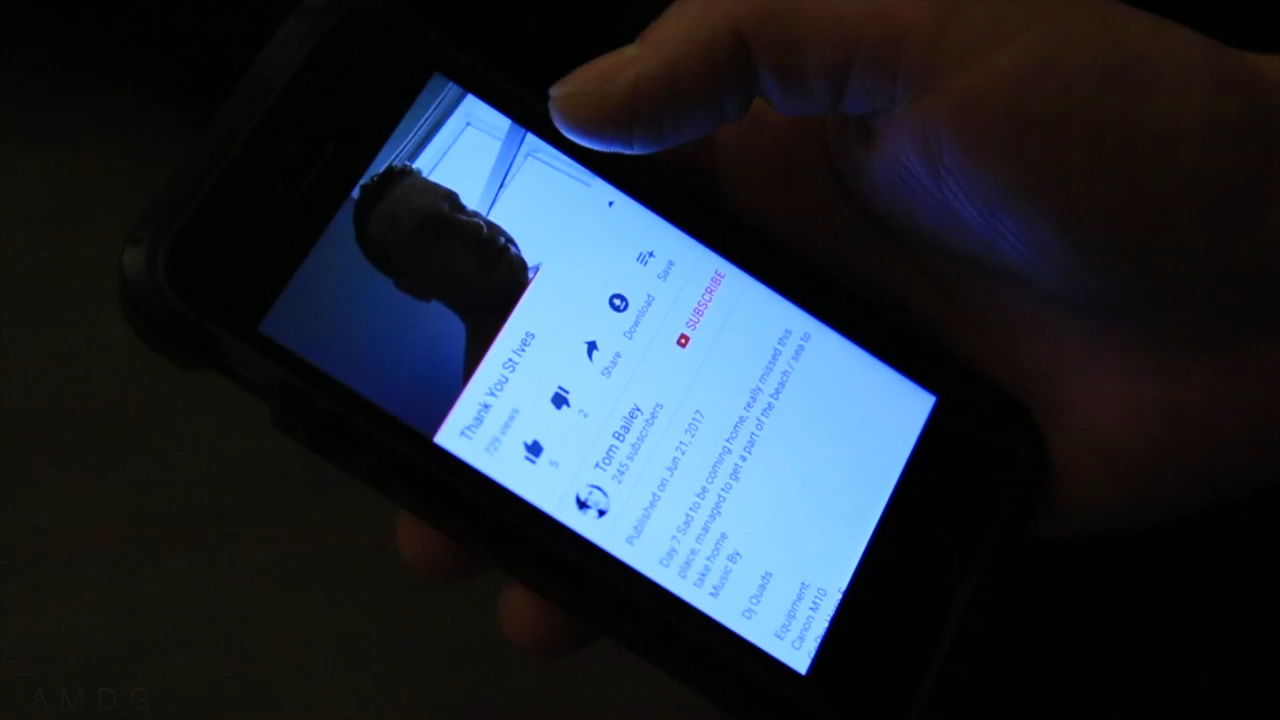 Thank You St Ives
729 views
5
2
Share
Download
Save
Tom Bailey
245 subscribers
SUBSCRIBE
Published on Jun 21, 2017
Day 7 Sad to be coming home, really missed this
place, managed to get a part of the beach / sea to
take home
Music By
Dj Quads
Equipment:
Canon M10
AMDG